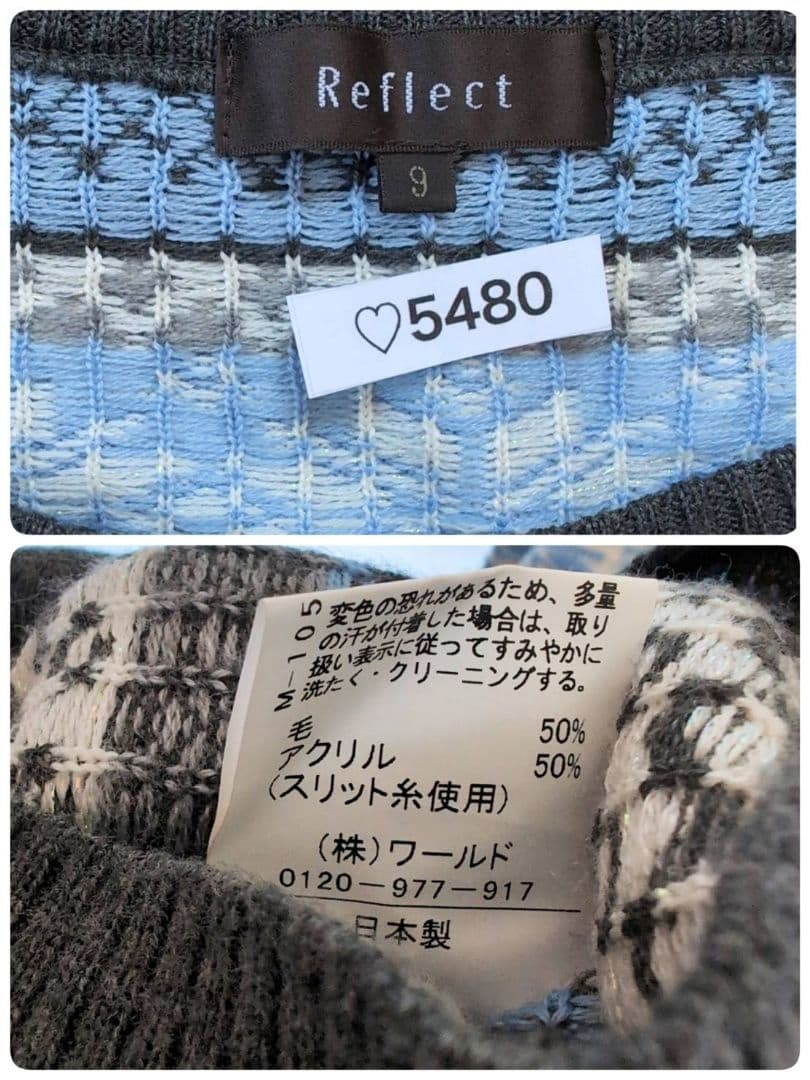 Reflect
9
♡5480
M-105
変色の恐れがあるため、多量
の汗が付着した場合は、取り
扱い表示に従ってすみやかに
洗たく・クリーニングする。
毛 50%
アクリル 50%
(スリット糸使用)
(株)ワールド
0120-977-917
日本製